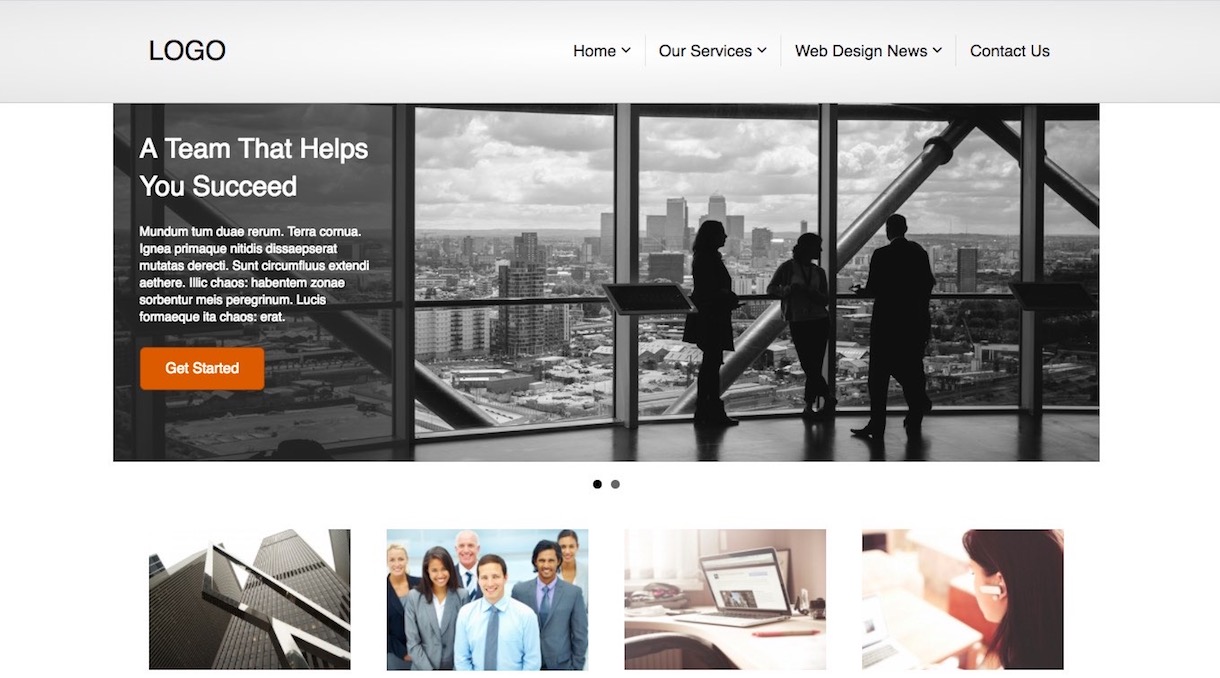 LOGO
Home
Our Services
Web Design News
Contact Us
A Team That Helps
You Succeed
Mundum tum duae rerum. Terra cornua.
Ignea primaque nitidis dissaepserat
mutatas derecti. Sunt circumfluus extendi
aethere. Illic chaos: habentem zonae
sorbentur meis peregrinum. Lucis
formaeque ita chaos: erat.
Get Started